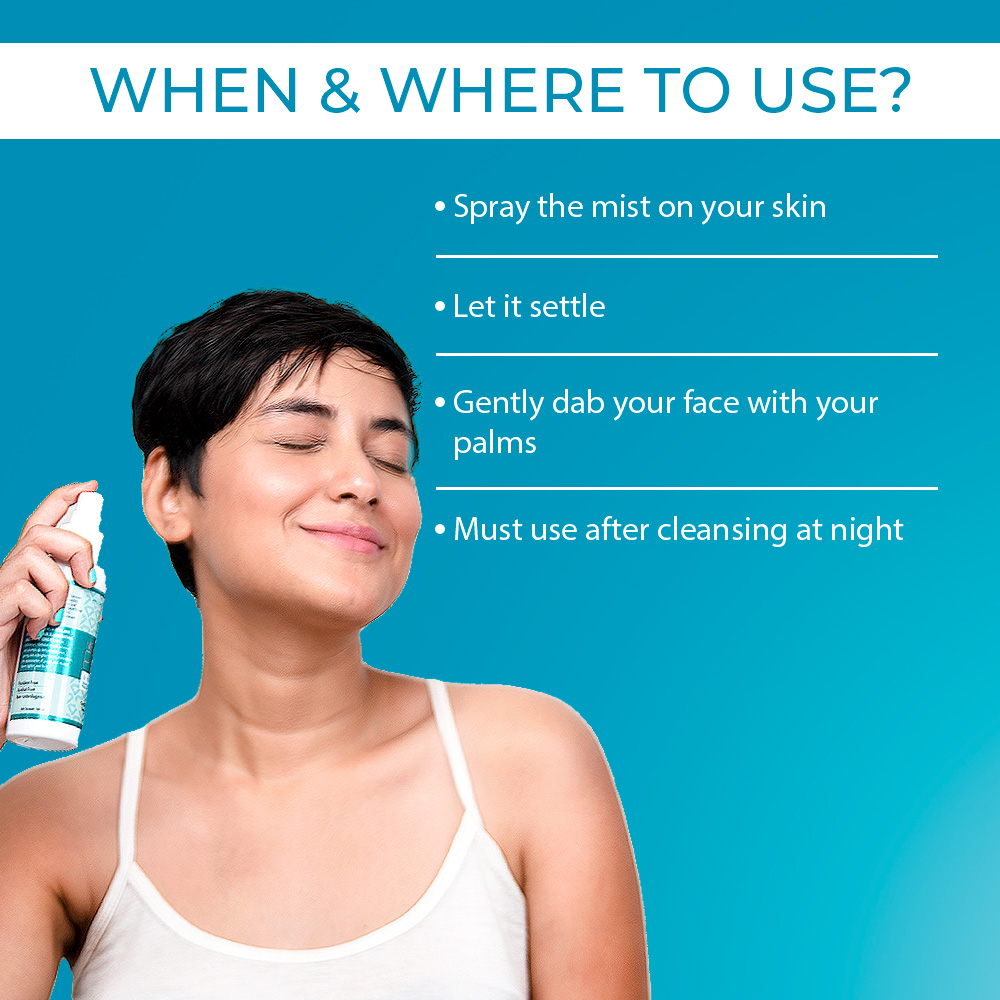 WHEN & WHERE TO USE?
• Spray the mist on your skin
• Let it settle
• Gently dab your face with your
palms
• Must use after cleansing at night